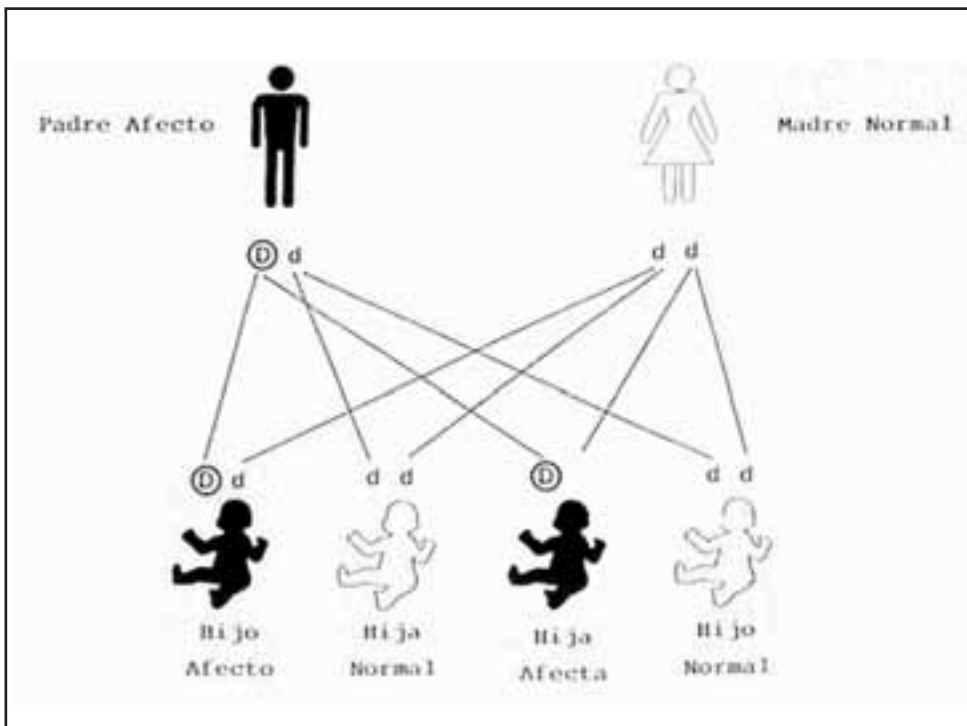 Padre Afecto
Madre Normal
D d
d d
D d
d d
D
d d
Hijo
Afecto
Hija
Normal
Hija
Afecta
Hijo
Normal